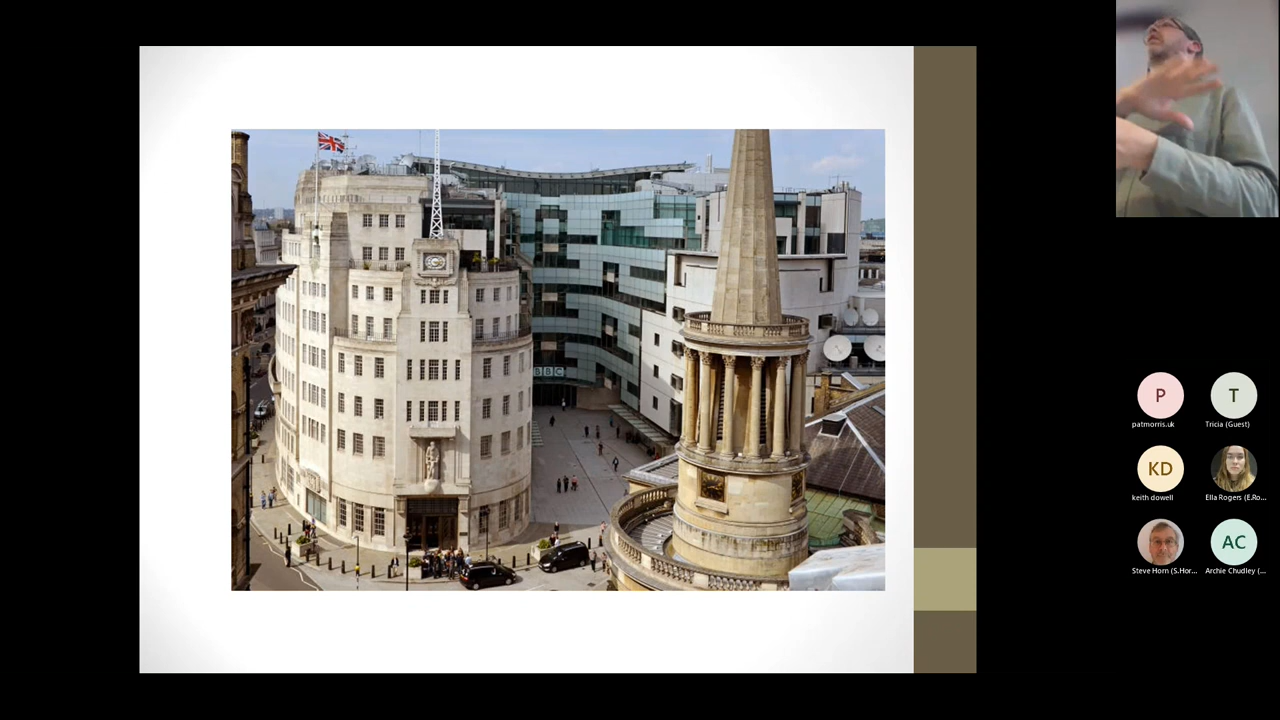 BBC
P
T
patmorris.uk
Tricia (Guest)
KD
keith dowell
Ella Rogers (E.Ro...
AC
Steve Horn (S.Hor...
Archie Chudley (...